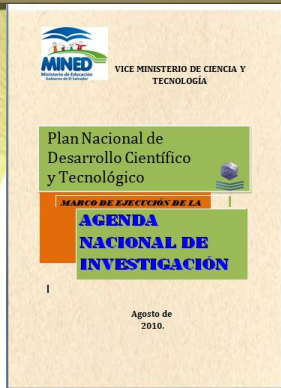 MINED
Ministerio de Educación
Gobierno de El Salvador
VICE MINISTERIO DE CIENCIA Y
TECNOLOGÍA
Plan Nacional de
Desarrollo Científico
y Tecnológico
MARCO DE EJECUCIÓN DE LA
AGENDA
NACIONAL DE
INVESTIGACIÓN
I
Agosto de
2010.